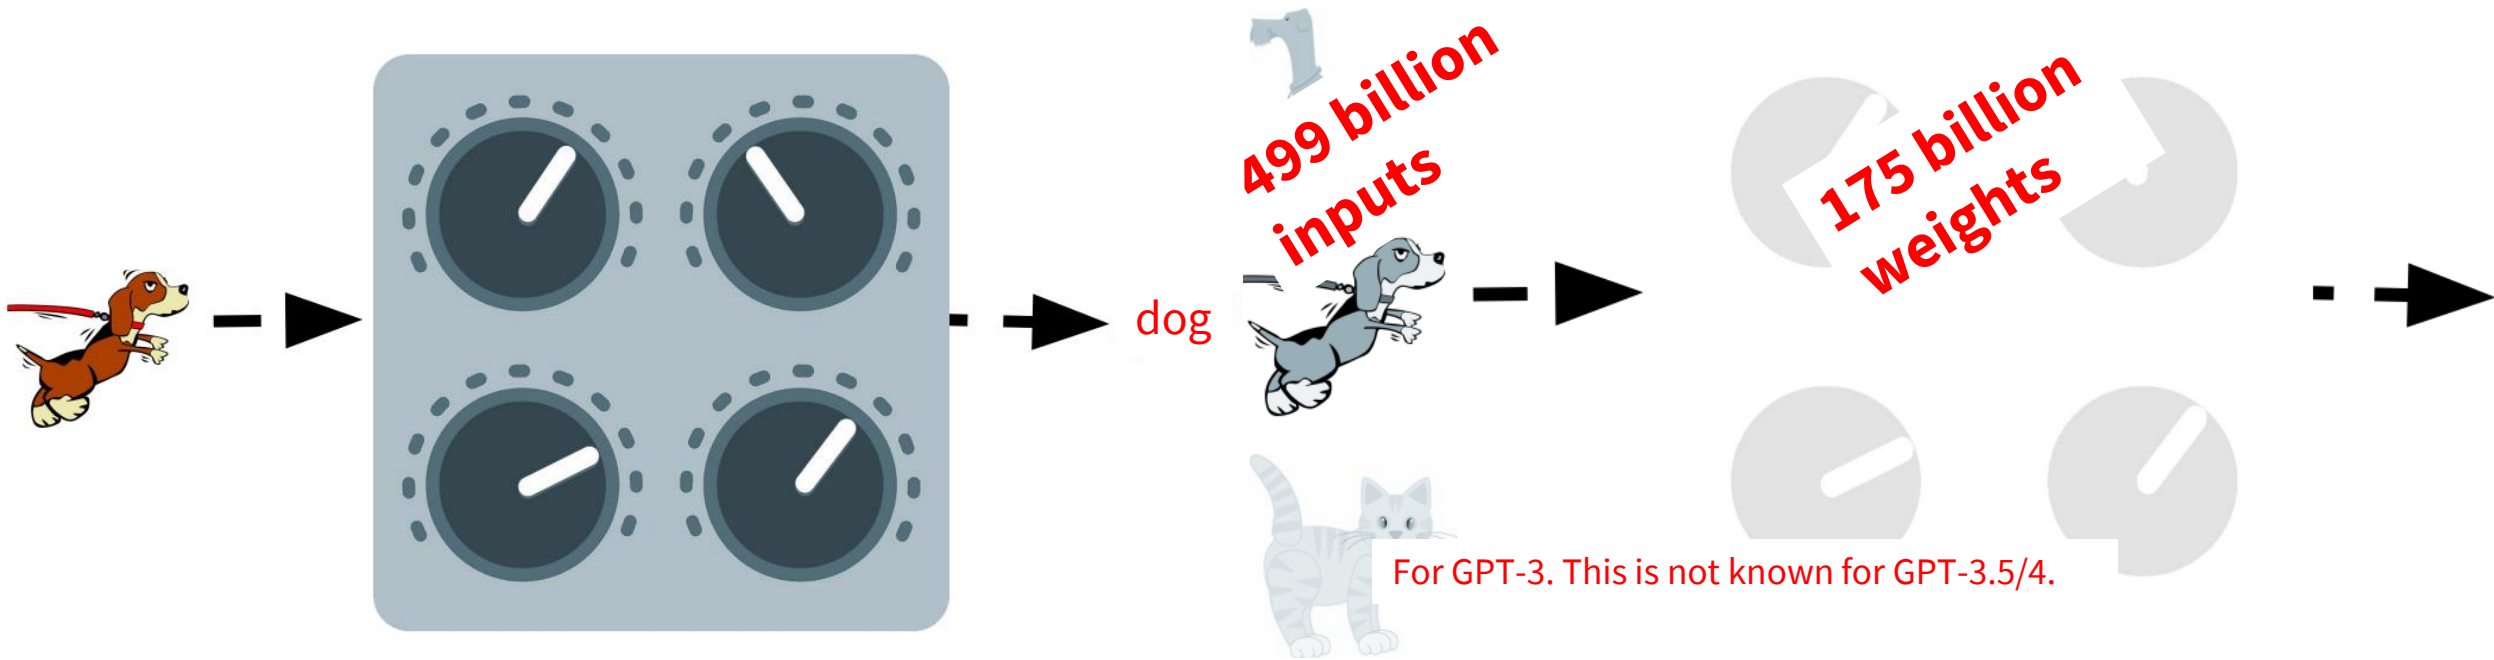 dog
499 billion
inputs
175 billion
weights
For GPT-3. This is not known for GPT-3.5/4.